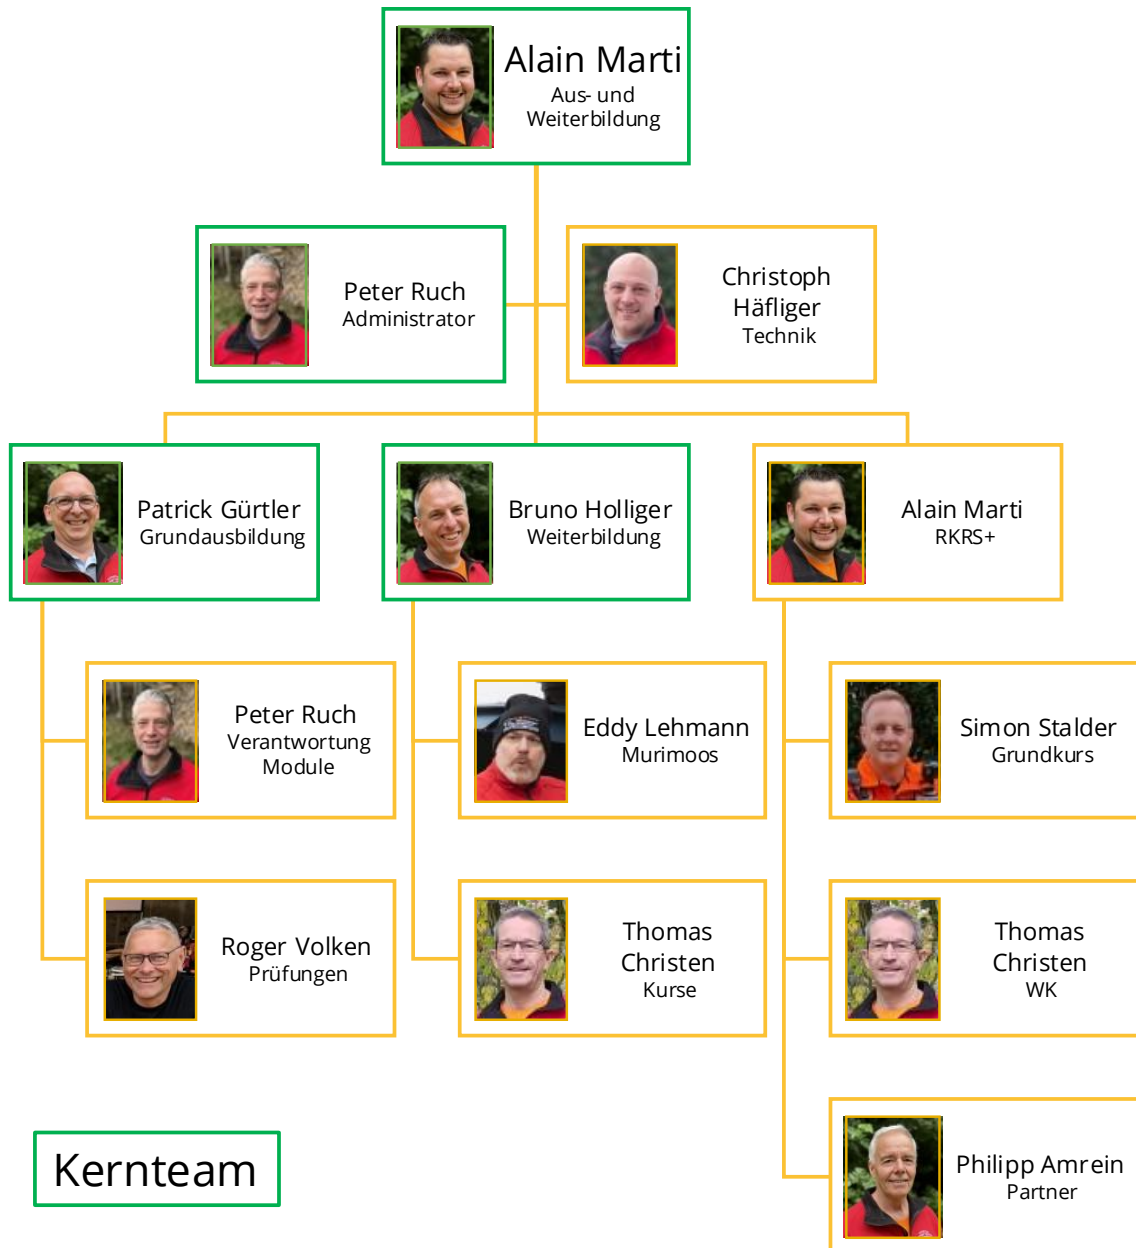 Alain Marti
Aus- und
Weiterbildung
Peter Ruch
Administrator
Christoph
Häfliger
Technik
Patrick Gürtler
Grundausbildung
Bruno Holliger
Weiterbildung
Alain Marti
RKRS+
Peter Ruch
Verantwortung
Module
Eddy Lehmann
Murimoos
Simon Stalder
Grundkurs
Roger Volken
Prüfungen
Thomas
Christen
Kurse
Thomas
Christen
WK
Kernteam
Philipp Amrein
Partner